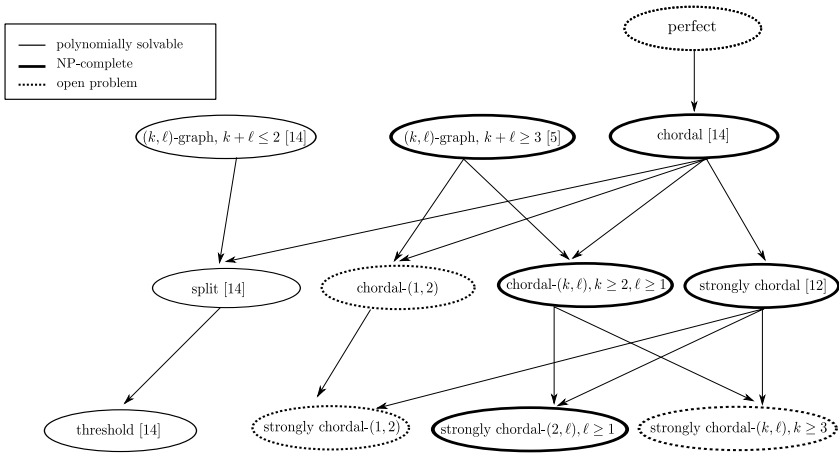 perfect
polynomially solvable
NP-complete
open problem
(k, ℓ)-graph, k + ℓ ≤ 2 [14]
(k, ℓ)-graph, k + ℓ ≥ 3 [5]
chordal [14]
split [14]
chordal-(1, 2)
chordal-(k, ℓ), k ≥ 2, ℓ ≥ 1
strongly chordal [12]
threshold [14]
strongly chordal-(1, 2)
strongly chordal-(2, ℓ), ℓ ≥ 1
strongly chordal-(k, ℓ), k ≥ 3